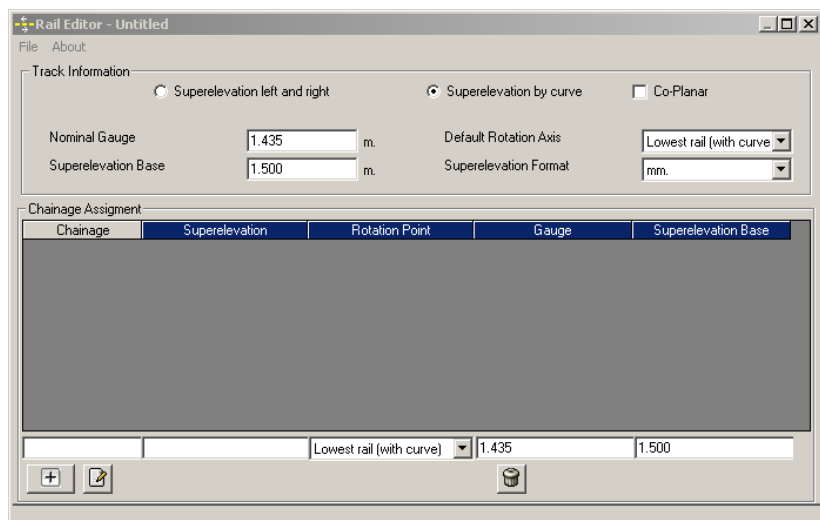 Rail Editor - Untitled
File About
Track Information
Superelevation left and right Superelevation by curve Co-Planar
Nominal Gauge 1.435 m. Default Rotation Axis Lowest rail (with curve
Superelevation Base 1.500 m. Superelevation Format mm.
Chainage Assigment
Chainage Superelevation Rotation Point Gauge Superelevation Base
Lowest rail (with curve) 1.435 1.500